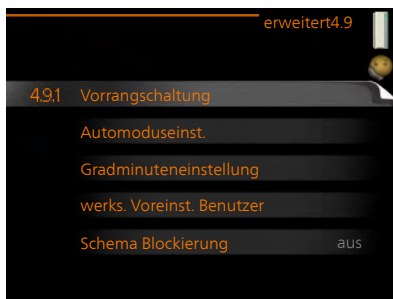 erweitert4.9
4.9.1 Vorrangschaltung
Automoduseinst.
Gradminuteneinstellung
werks. Voreinst. Benutzer
Schema Blockierung aus